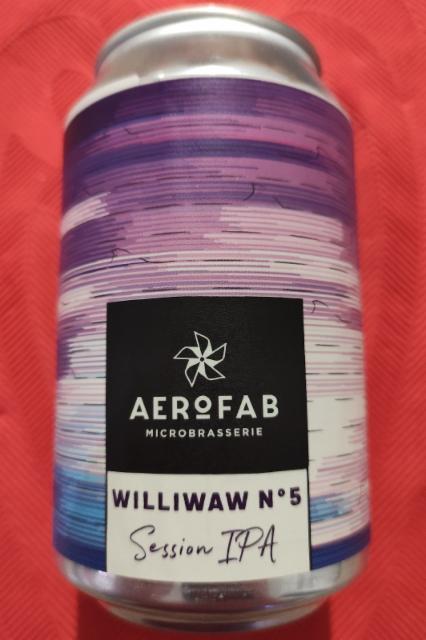 AEROFAB
MICROBRASSERIE
WILLIWAW N°5
Session IPA